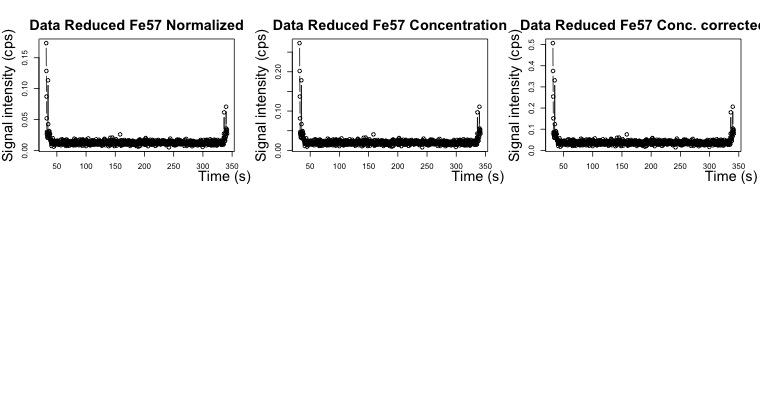 Data Reduced Fe57 Normalized
Signal intensity (cps)
0.00 0.05 0.10 0.15
50 100 150 200 250 300 350
Time (s)
Data Reduced Fe57 Concentration
Signal intensity (cps)
0.00 0.10 0.20
50 100 150 200 250 300 350
Time (s)
Data Reduced Fe57 Conc. corrected
Signal intensity (cps)
0.0 0.1 0.2 0.3 0.4 0.5
50 100 150 200 250 300 350
Time (s)